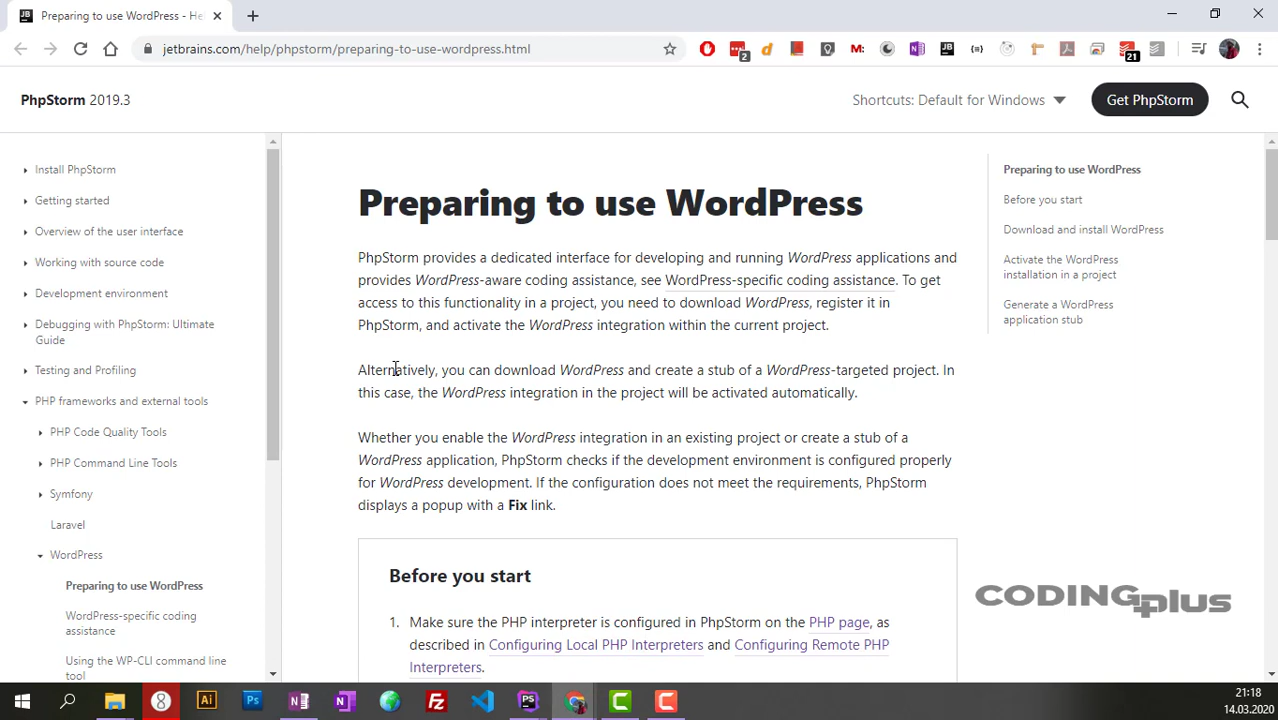 Preparing to use WordPress - He
jetbrains.com/help/phpstorm/preparing-to-use-wordpress.html
2
M:
21
PhpStorm 2019.3
Shortcuts: Default for Windows
Get PhpStorm
Install PhpStorm
Getting started
Overview of the user interface
Working with source code
Development environment
Debugging with PhpStorm: Ultimate
Guide
Testing and Profiling
PHP frameworks and external tools
PHP Code Quality Tools
PHP Command Line Tools
Symfony
Laravel
WordPress
Preparing to use WordPress
WordPress-specific coding
assistance
Using the WP-CLI command line
tool
Preparing to use WordPress
PhpStorm provides a dedicated interface for developing and running WordPress applications and
provides WordPress-aware coding assistance, see WordPress-specific coding assistance. To get
access to this functionality in a project, you need to download WordPress, register it in
PhpStorm, and activate the WordPress integration within the current project.
Alternatively, you can download WordPress and create a stub of a WordPress-targeted project. In
this case, the WordPress integration in the project will be activated automatically.
Whether you enable the WordPress integration in an existing project or create a stub of a
WordPress application, PhpStorm checks if the development environment is configured properly
for WordPress development. If the configuration does not meet the requirements, PhpStorm
displays a popup with a Fix link.
Before you start
1. Make sure the PHP interpreter is configured in PhpStorm on the PHP page, as
described in Configuring Local PHP Interpreters and Configuring Remote PHP
Interpreters.
Preparing to use WordPress
Before you start
Download and install WordPress
Activate the WordPress
installation in a project
Generate a WordPress
application stub
CODINGplus
21:18
14.03.2020